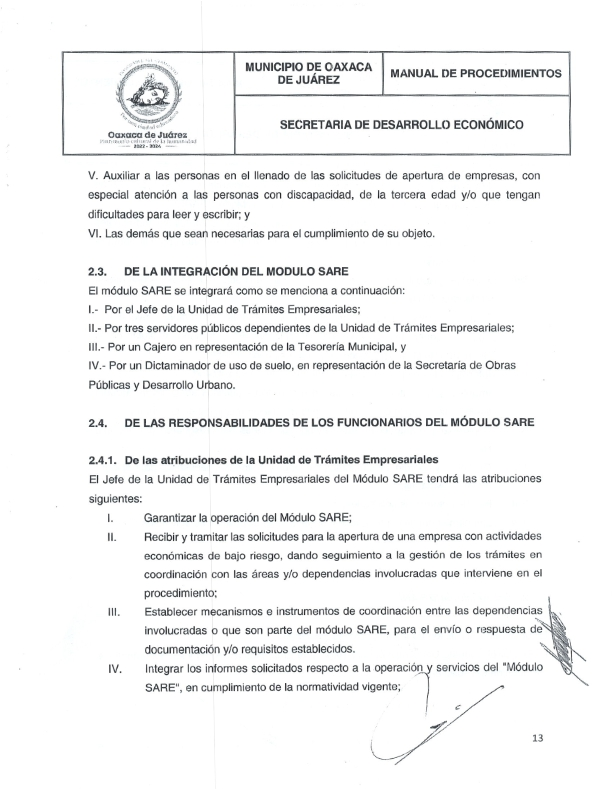 MUNICIPIO DE OAXACA
DE JUÁREZ
MANUAL DE PROCEDIMIENTOS
Oaxaca de Juárez
Patrimonio cultural de la humanidad
2022 - 2024
SECRETARIA DE DESARROLLO ECONÓMICO
V. Auxiliar a las personas en el llenado de las solicitudes de apertura de empresas, con
especial atención a las personas con discapacidad, de la tercera edad y/o que tengan
dificultades para leer y escribir; y
VI. Las demás que sean necesarias para el cumplimiento de su objeto.
2.3. DE LA INTEGRACIÓN DEL MODULO SARE
El módulo SARE se integrará como se menciona a continuación:
I.- Por el Jefe de la Unidad de Trámites Empresariales;
II.- Por tres servidores públicos dependientes de la Unidad de Trámites Empresariales;
III.- Por un Cajero en representación de la Tesorería Municipal, y
IV.- Por un Dictaminador de uso de suelo, en representación de la Secretaría de Obras
Públicas y Desarrollo Urbano.
2.4. DE LAS RESPONSABILIDADES DE LOS FUNCIONARIOS DEL MÓDULO SARE
2.4.1. De las atribuciones de la Unidad de Trámites Empresariales
El Jefe de la Unidad de Trámites Empresariales del Módulo SARE tendrá las atribuciones
siguientes:
I. Garantizar la operación del Módulo SARE;
II. Recibir y tramitar las solicitudes para la apertura de una empresa con actividades
económicas de bajo riesgo, dando seguimiento a la gestión de los trámites en
coordinación con las áreas y/o dependencias involucradas que interviene en el
procedimiento;
III. Establecer mecanismos e instrumentos de coordinación entre las dependencias
involucradas o que son parte del módulo SARE, para el envío o respuesta de
documentación y/o requisitos establecidos.
IV. Integrar los informes solicitados respecto a la operación y servicios del "Módulo
SARE", en cumplimiento de la normatividad vigente;
13